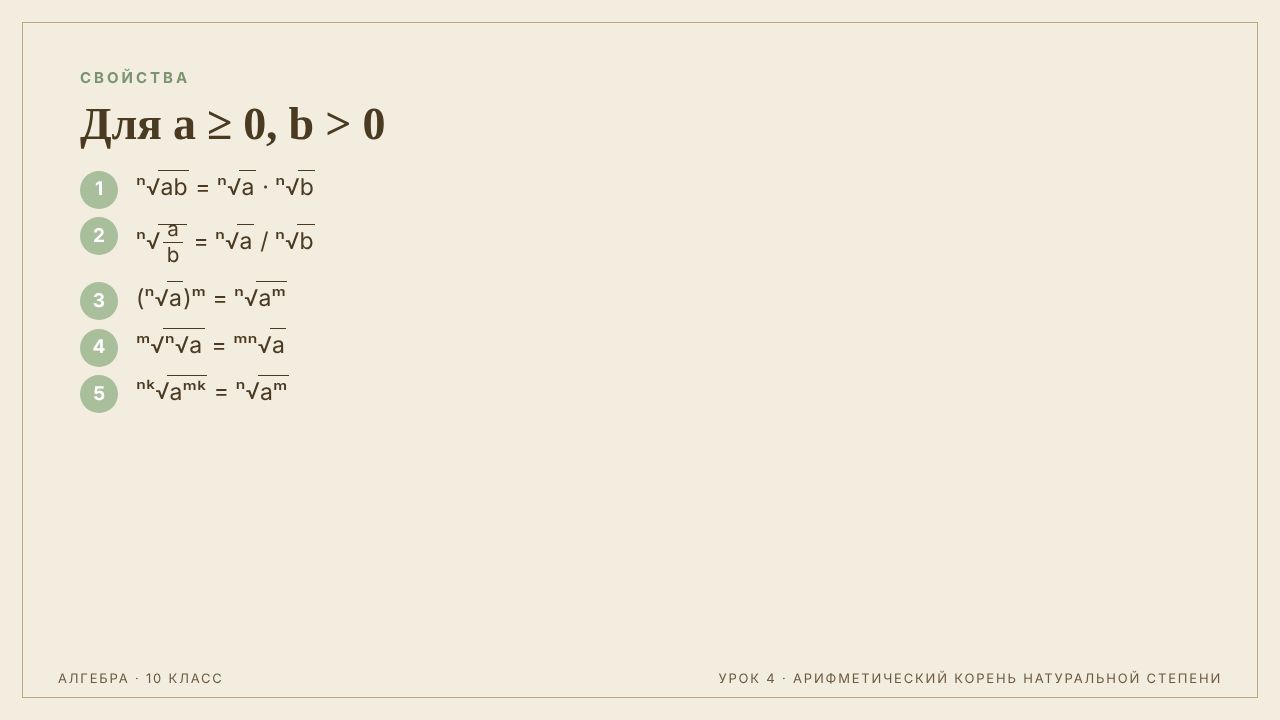 СВОЙСТВА
Для a ≥ 0, b > 0
1 ⁿ√ab = ⁿ√a · ⁿ√b
2 ⁿ√a/b = ⁿ√a / ⁿ√b
3 (ⁿ√a)ᵐ = ⁿ√aᵐ
4 ᵐ√ⁿ√a = ᵐⁿ√a
5 ⁿᵏ√aᵐᵏ = ⁿ√aᵐ
АЛГЕБРА · 10 КЛАСС
УРОК 4 · АРИФМЕТИЧЕСКИЙ КОРЕНЬ НАТУРАЛЬНОЙ СТЕПЕНИ